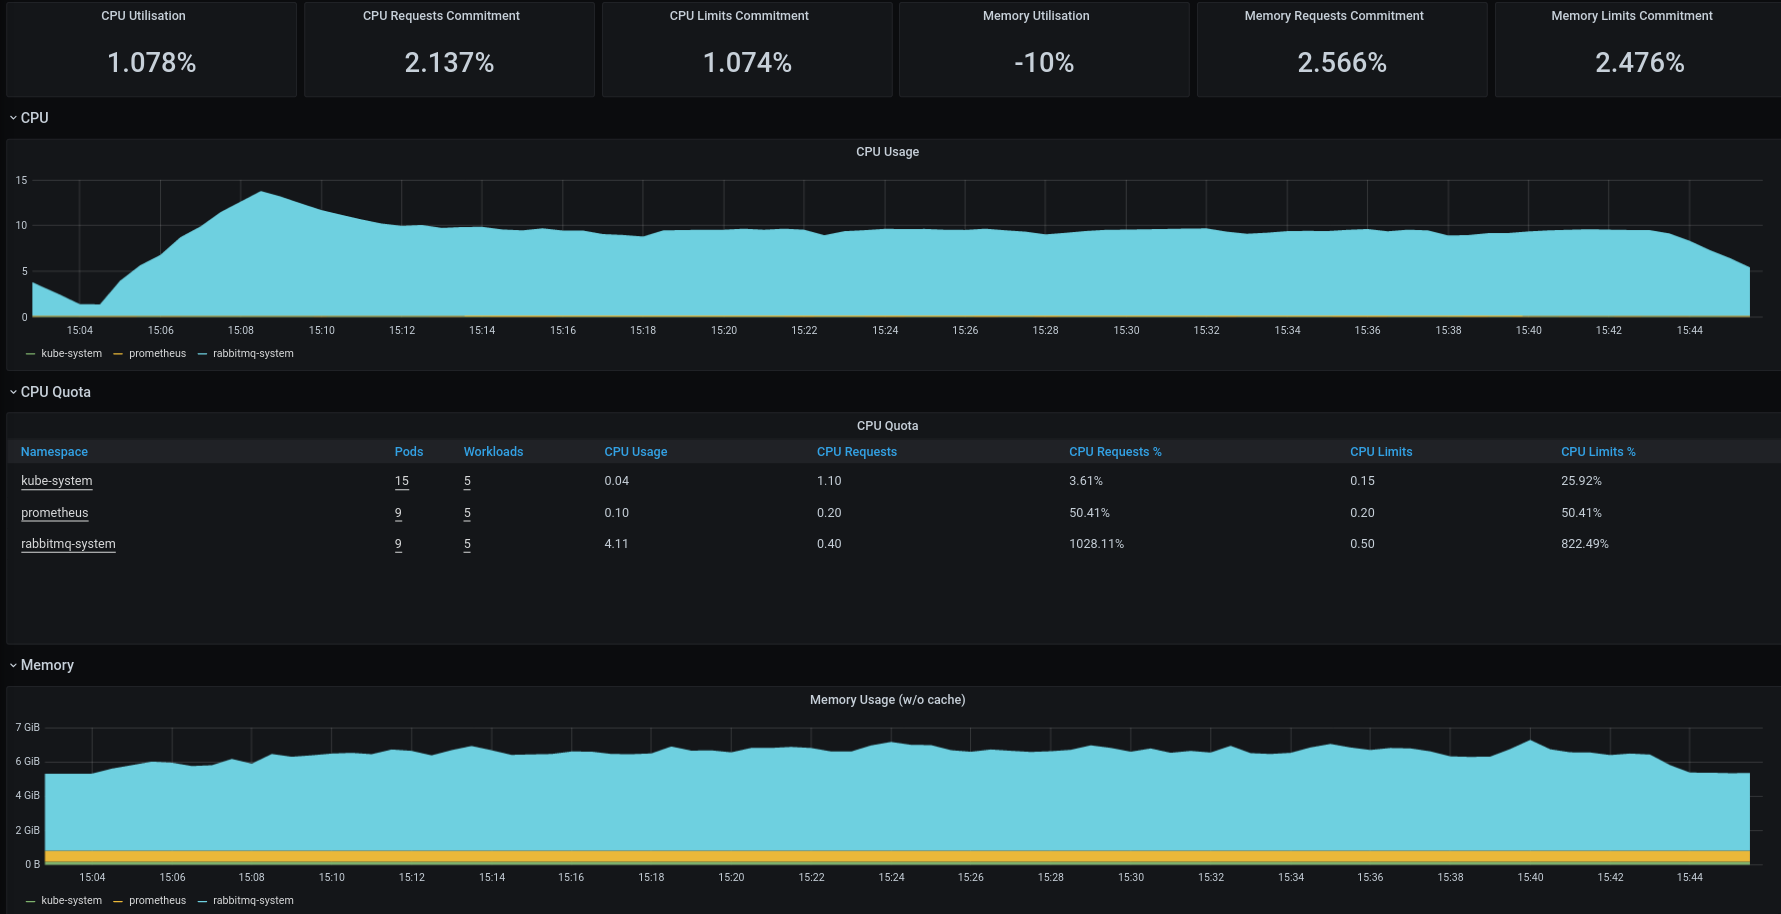 CPU Utilisation CPU Requests Commitment CPU Limits Commitment Memory Utilisation Memory Requests Commitment Memory Limits Commitment
1.078% 2.137% 1.074% -10% 2.566% 2.476%
CPU
CPU Usage
15
10
5
0
15:04 15:06 15:08 15:10 15:12 15:14 15:16 15:18 15:20 15:22 15:24 15:26 15:28 15:30 15:32 15:34 15:36 15:38 15:40 15:42 15:44
kube-system prometheus rabbitmq-system
CPU Quota
CPU Quota
Namespace Pods Workloads CPU Usage CPU Requests CPU Requests % CPU Limits CPU Limits %
kube-system 15 5 0.04 1.10 3.61% 0.15 25.92%
prometheus 9 5 0.10 0.20 50.41% 0.20 50.41%
rabbitmq-system 9 5 4.11 0.40 1028.11% 0.50 822.49%
Memory
Memory Usage (w/o cache)
7 GiB
6 GiB
4 GiB
2 GiB
0 B
15:04 15:06 15:08 15:10 15:12 15:14 15:16 15:18 15:20 15:22 15:24 15:26 15:28 15:30 15:32 15:34 15:36 15:38 15:40 15:42 15:44
kube-system prometheus rabbitmq-system